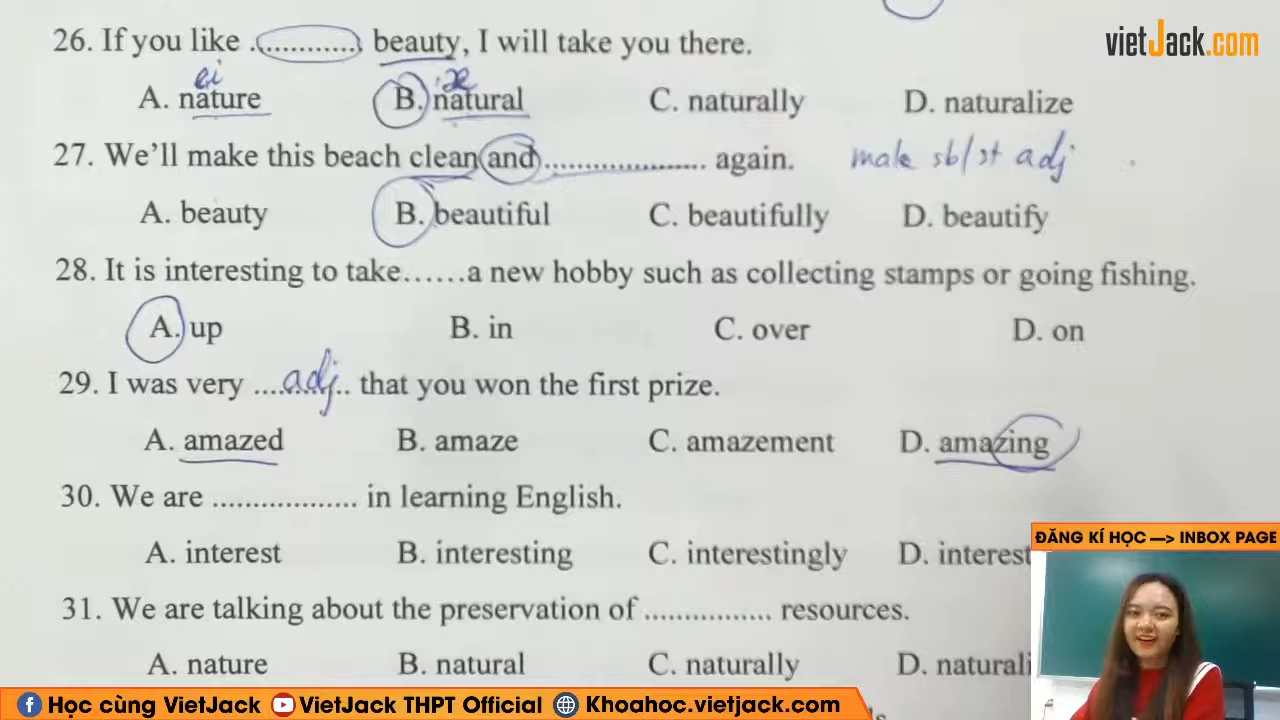 vietJack.com
26. If you like .............. beauty, I will take you there.
ei æ
A. nature B. natural C. naturally D. naturalize
27. We'll make this beach clean and ..................... again. make sb/st adj
A. beauty B. beautiful C. beautifully D. beautify
28. It is interesting to take......a new hobby such as collecting stamps or going fishing.
A. up B. in C. over D. on
29. I was very ....adj.. that you won the first prize.
A. amazed B. amaze C. amazement D. amazing
30. We are .................. in learning English.
A. interest B. interesting C. interestingly D. interest
31. We are talking about the preservation of ................ resources.
A. nature B. natural C. naturally D. naturali
ĐĂNG KÍ HỌC —> INBOX PAGE
Học cùng VietJack VietJack THPT Official Khoahoc.vietjack.com